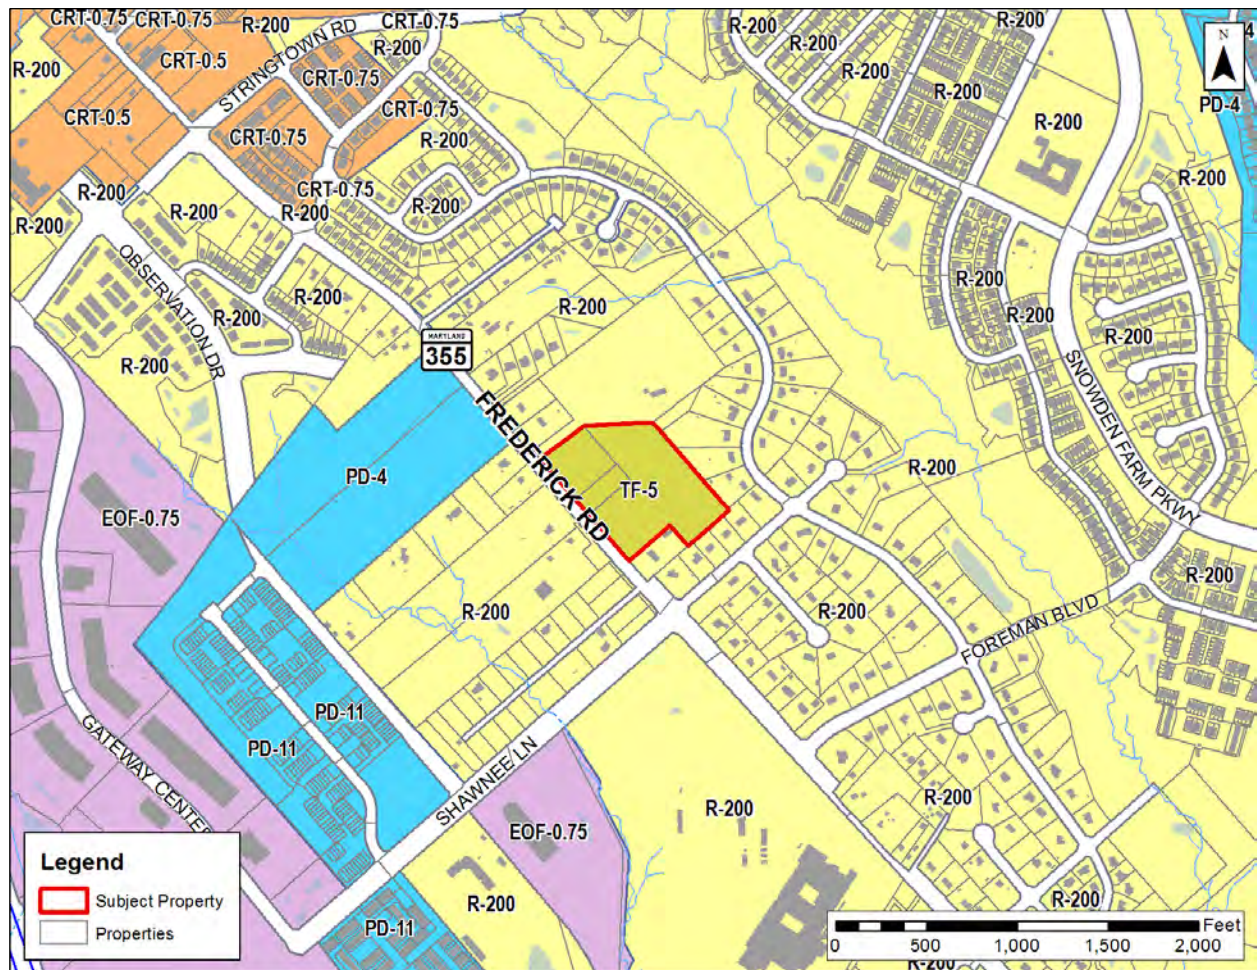 CRT-0.75
R-200
CRT-0.75
CRT-0.75
R-200
R-200
CRT-0.5
STRINGTOWN RD
R-200
CRT-0.75
CRT-0.5
CRT-0.75
CRT-0.75
R-200
CRT-0.75
R-200
R-200
R-200
R-200
R-200
R-200
R-200
R-200
R-200
N
4
PD-4
R-200
R-200
OBSERVATION DR
R-200
R-200
R-200
R-200
R-200
R-200
R-200
MARYLAND
355
FREDERICK RD
SNOWDEN FARM PKWY
PD-4
TF-5
R-200
EOF-0.75
R-200
R-200
R-200
FOREMAN BLVD
PD-11
PD-11
GATEWAY CENTER
SHAWNEE LN
EOF-0.75
R-200
R-200
R-200
PD-11
R-200
R-200
Legend
Subject Property
Properties
Feet
0 500 1,000 1,500 2,000